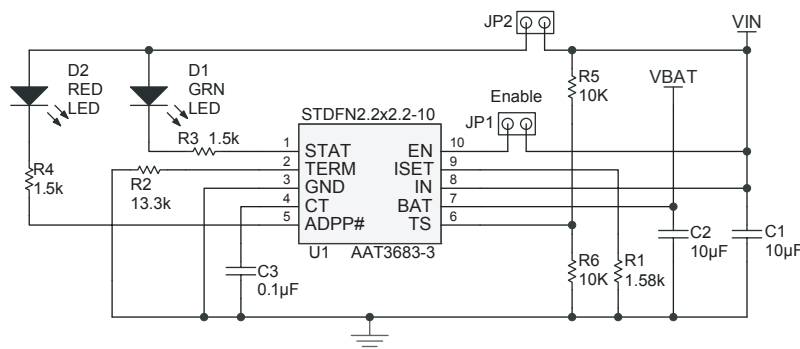 JP2
VIN
D2
RED
LED
D1
GRN
LED
R5
10K
VBAT
Enable
JP1
STDFN2.2x2.2-10
R3 1.5k
R4
1.5k
R2
13.3k
1 STAT EN 10
2 TERM ISET 9
3 GND IN 8
4 CT BAT 7
5 ADPP# TS 6
U1 AAT3683-3
C3
0.1µF
R6
10K
R1
1.58k
C2
10µF
C1
10µF